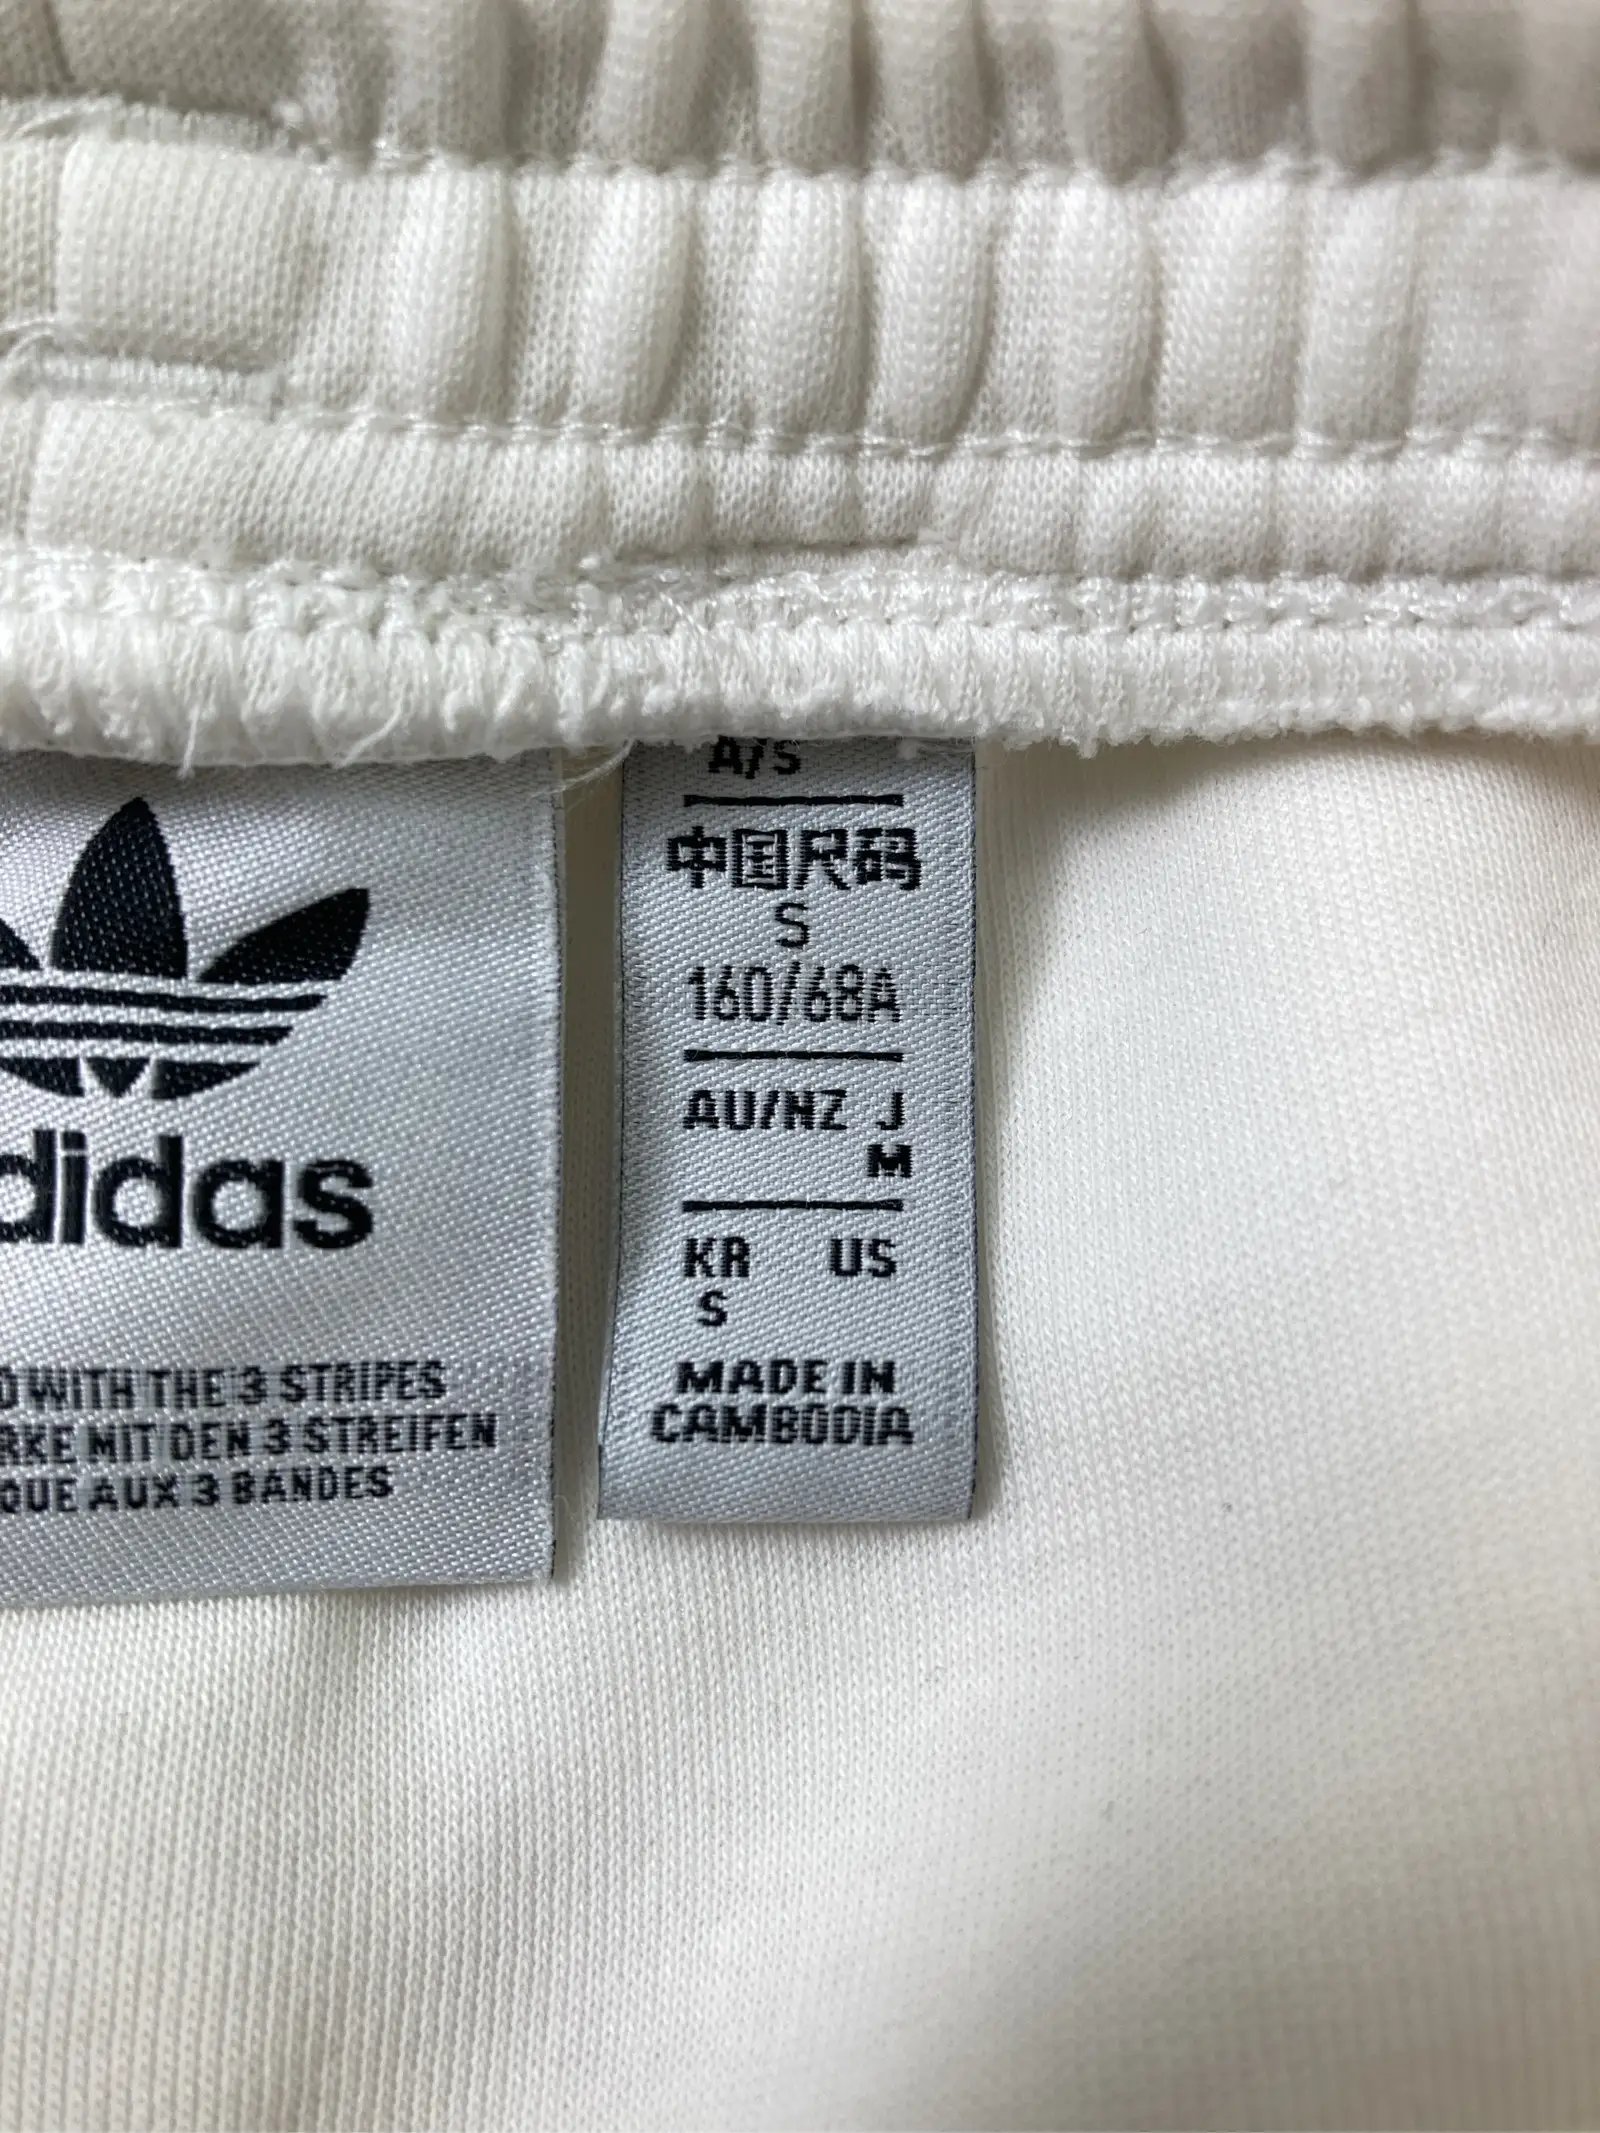 didas
D WITH THE 3 STRIPES
RKE MIT DEN 3 STREIFEN
QUE AUX 3 BANDES
A/S
中国尺码
S
160/68A
AU/NZ J
M
KR US
S
MADE IN
CAMBODIA